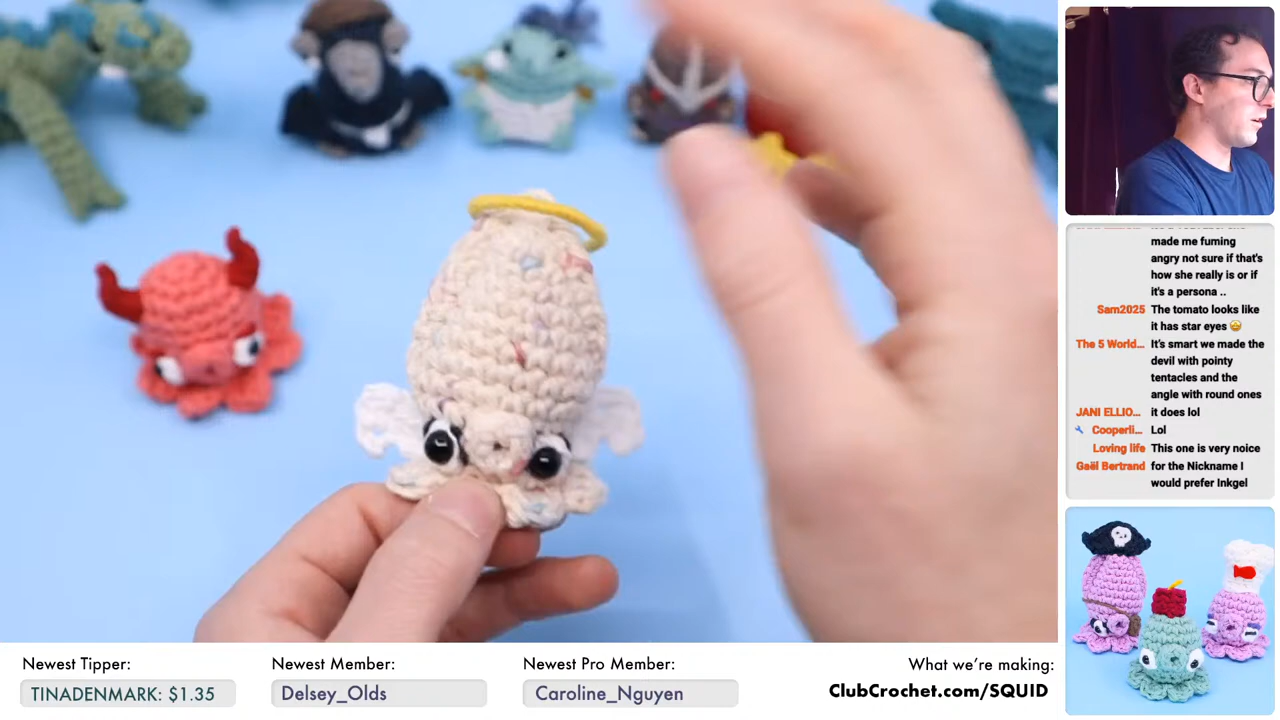 made me fuming
angry not sure if that's
how she really is or if
it's a persona ..
Sam2025 The tomato looks like
it has star eyes 🤩
The 5 World... It's smart we made the
devil with pointy
tentacles and the
angle with round ones
JANI ELLIO... it does lol
Cooperli... Lol
Loving life This one is very noice
Gaël Bertrand for the Nickname I
would prefer Inkgel
Newest Tipper:
TINADENMARK: $1.35
Newest Member:
Delsey_Olds
Newest Pro Member:
Caroline_Nguyen
What we're making:
ClubCrochet.com/SQUID